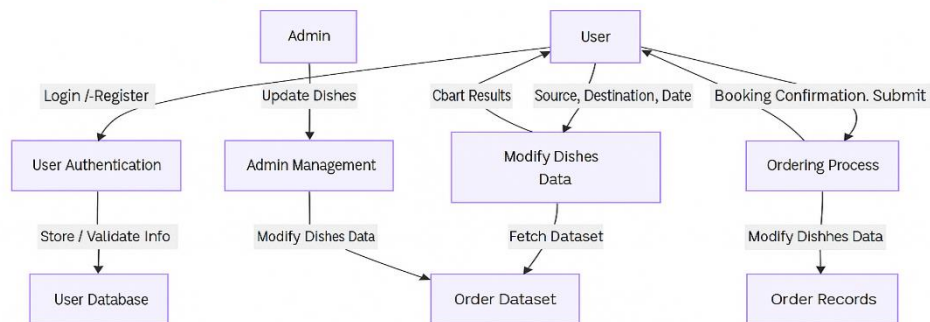 Admin
User
Login /-Register
Update Dishes
Cbart Results
Source, Destination, Date
Booking Confirmation. Submit
User Authentication
Admin Management
Modify Dishes
Data
Ordering Process
Store / Validate Info
Modify Dishes Data
Fetch Dataset
Modify Dishhes Data
User Database
Order Dataset
Order Records